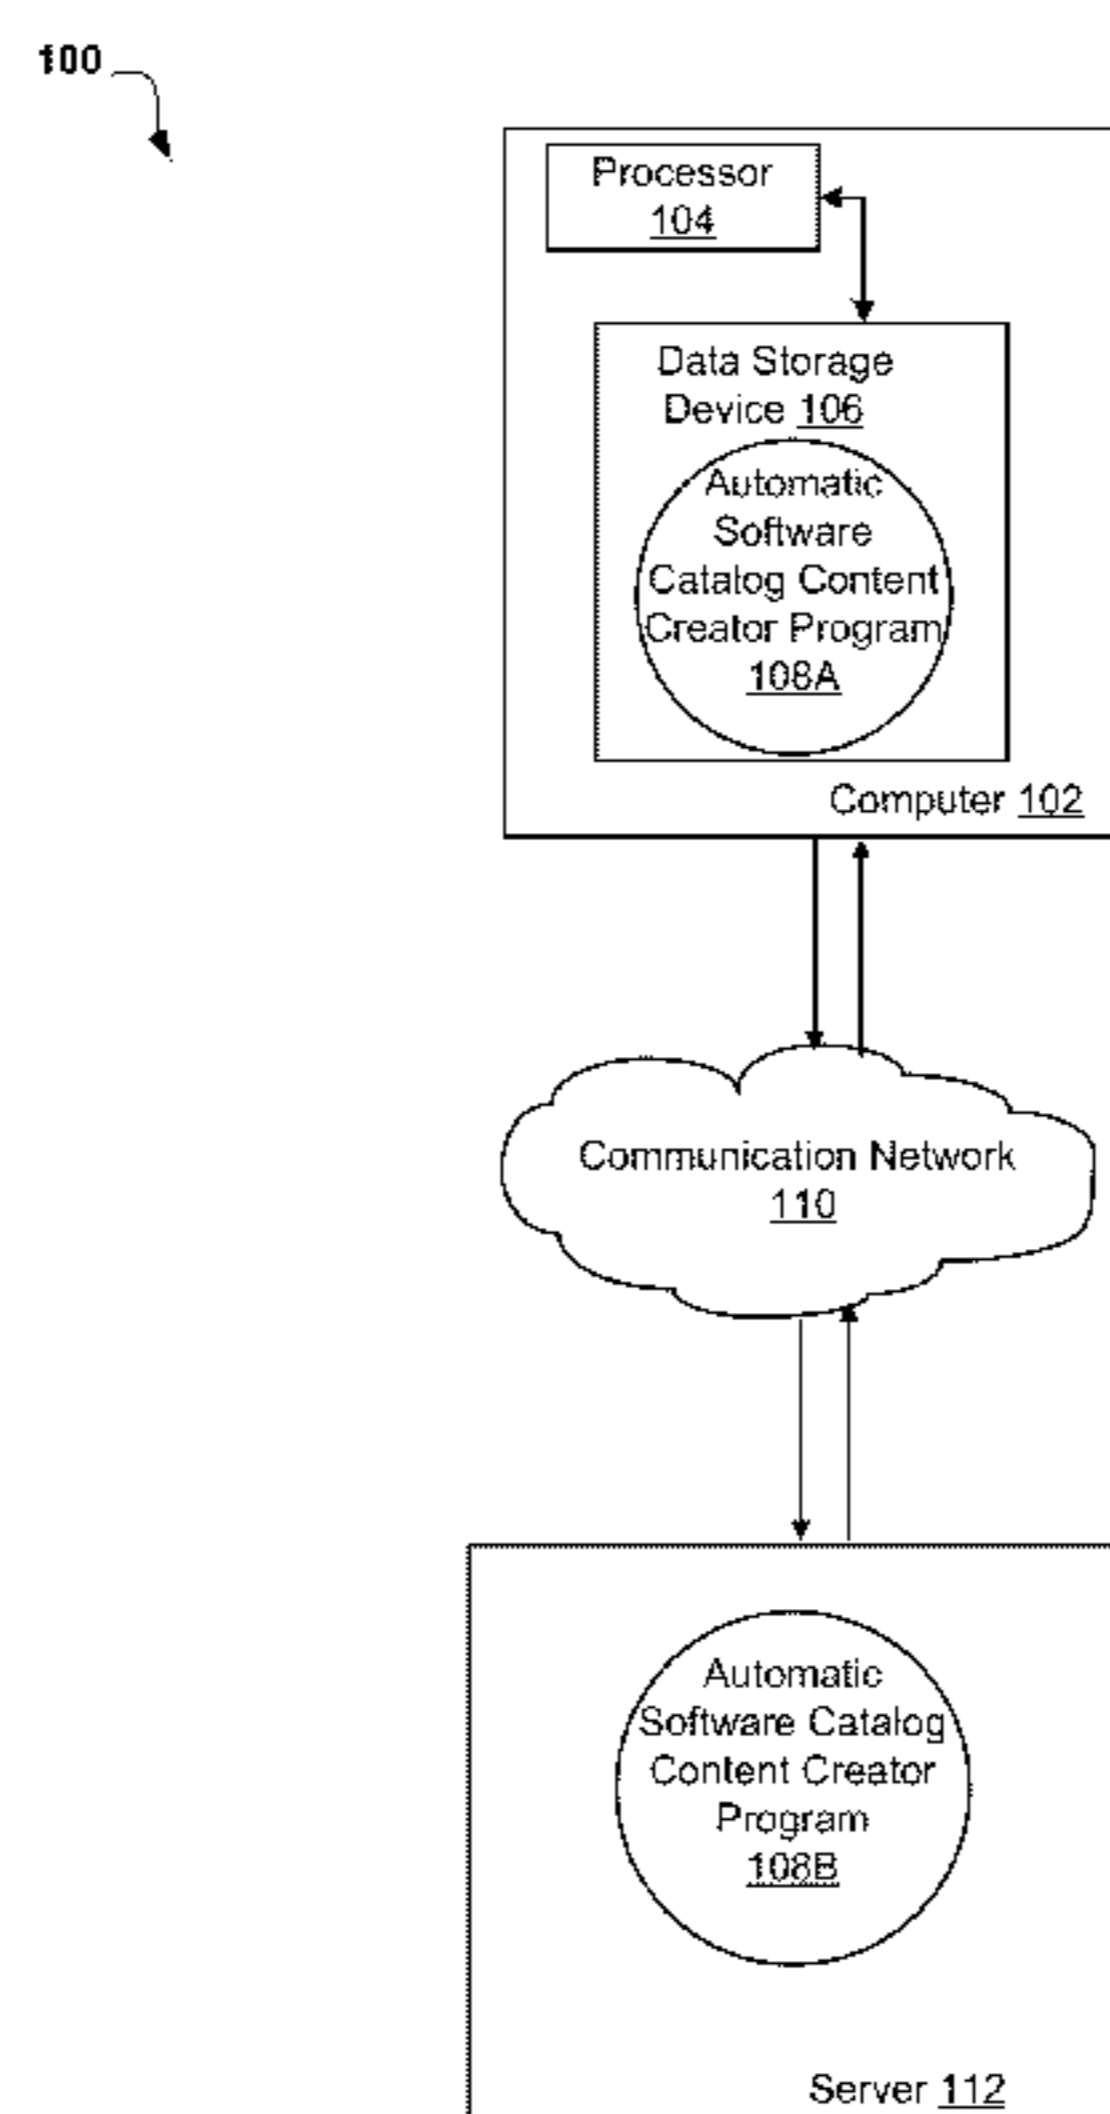 100
Processor
104
Data Storage
Device 106
Automatic
Software
Catalog Content
Creator Program
108A
Computer 102
Communication Network
110
Automatic
Software Catalog
Content Creator
Program
108B
Server 112